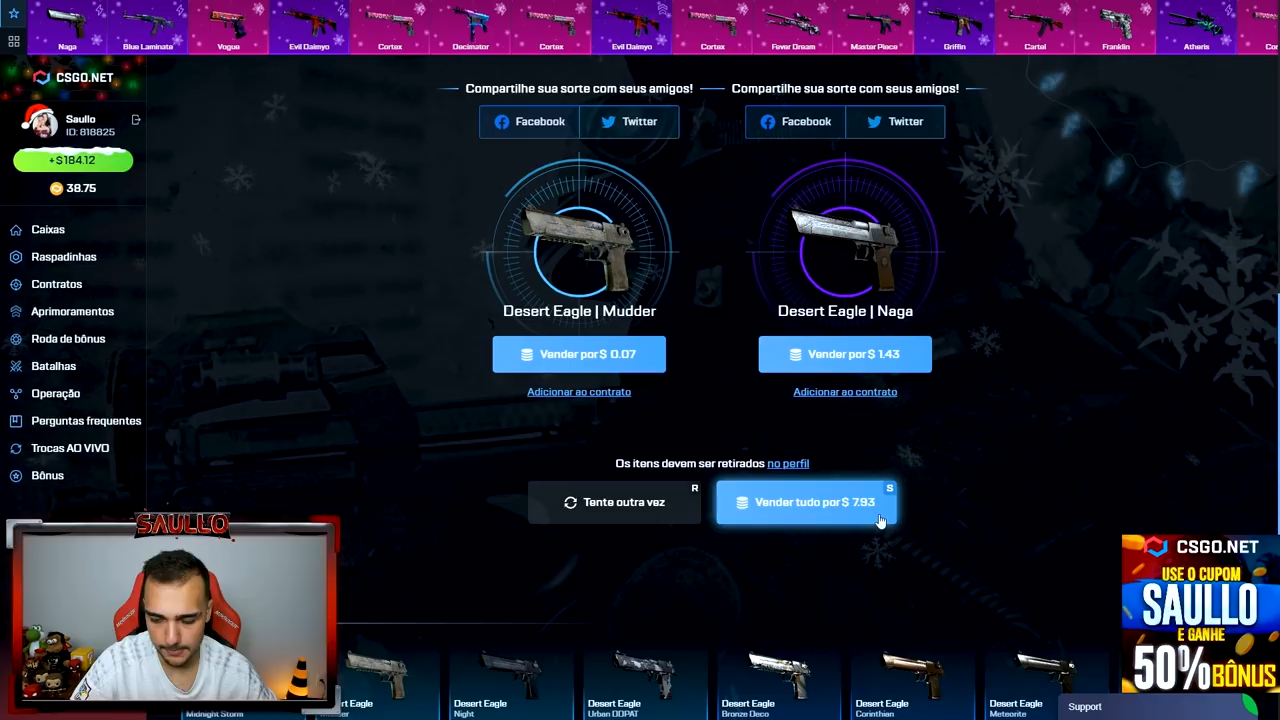 Naga
Blue Laminate
Vogue
Evil Daimyo
Cortex
Decimator
Cortex
Evil Daimyo
Cortex
Fever Dream
Master Piece
Griffin
Cartel
Franklin
Atheris
CSGO.NET
Saullo
ID: 818825
+$184.12
38.75
Caixas
Raspadinhas
Contratos
Aprimoramentos
Roda de bônus
Batalhas
Operação
Perguntas frequentes
Trocas AO VIVO
Bônus
Compartilhe sua sorte com seus amigos!
Facebook
Twitter
Desert Eagle | Mudder
Vender por $ 0.07
Adicionar ao contrato
Compartilhe sua sorte com seus amigos!
Facebook
Twitter
Desert Eagle | Naga
Vender por $ 1.43
Adicionar ao contrato
Os itens devem ser retirados no perfil
Tente outra vez
R
Vender tudo por $ 7.93
S
SAULLO
Midnight Storm
Desert Eagle
Night
Desert Eagle
Urban DDPAT
Desert Eagle
Bronze Deco
Desert Eagle
Corinthian
Desert Eagle
Meteorite
CSGO.NET
USE O CUPOM
SAULLO
E GANHE
50% BÔNUS
Support